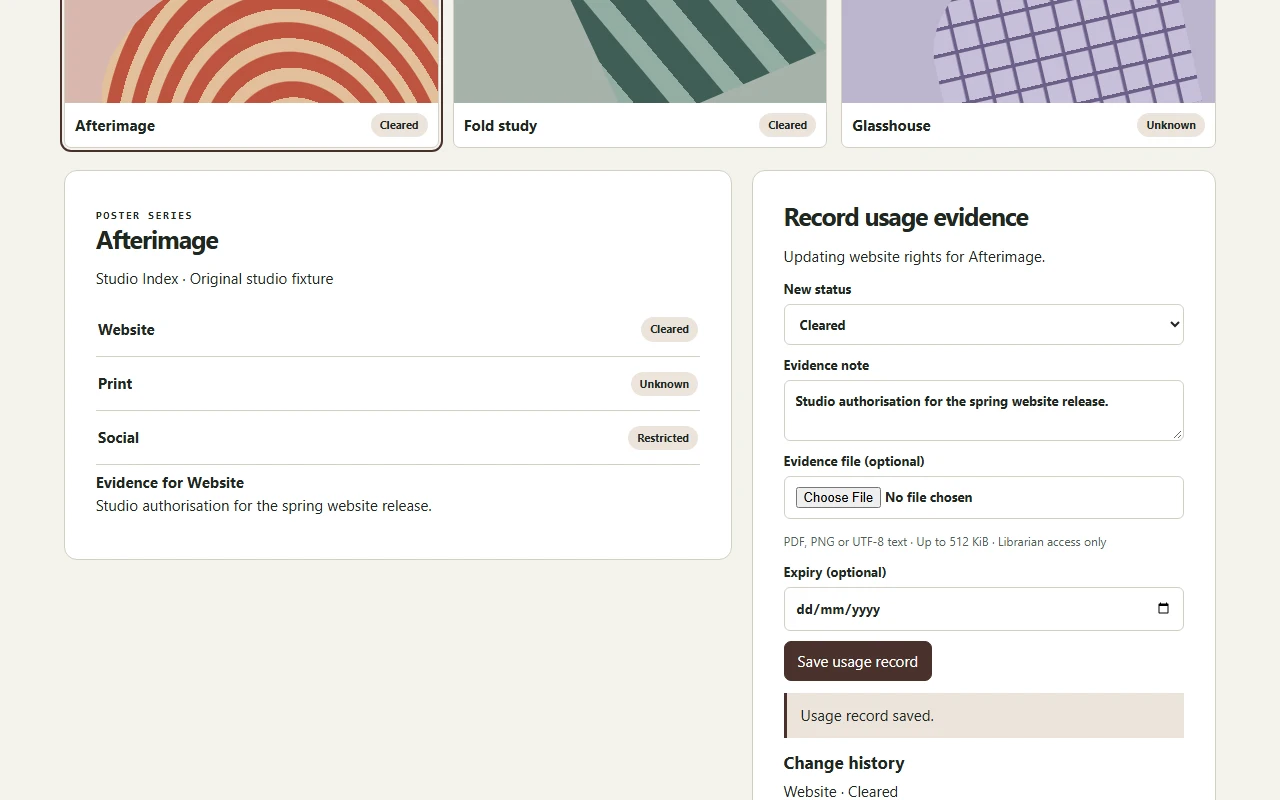 Afterimage
Cleared
Fold study
Cleared
Glasshouse
Unknown
POSTER SERIES
Afterimage
Studio Index · Original studio fixture
Website
Cleared
Print
Unknown
Social
Restricted
Evidence for Website
Studio authorisation for the spring website release.
Record usage evidence
Updating website rights for Afterimage.
New status
Cleared
Evidence note
Studio authorisation for the spring website release.
Evidence file (optional)
Choose File No file chosen
PDF, PNG or UTF-8 text · Up to 512 KiB · Librarian access only
Expiry (optional)
dd/mm/yyyy
Save usage record
Usage record saved.
Change history
Website · Cleared